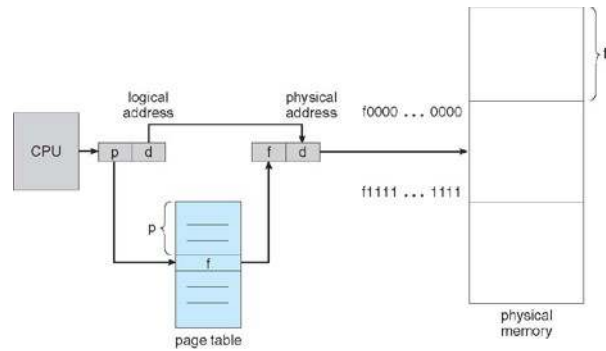 logical
address
physical
address
f0000 ... 0000
f
CPU
p d
f d
f1111 ... 1111
p
f
page table
physical
memory